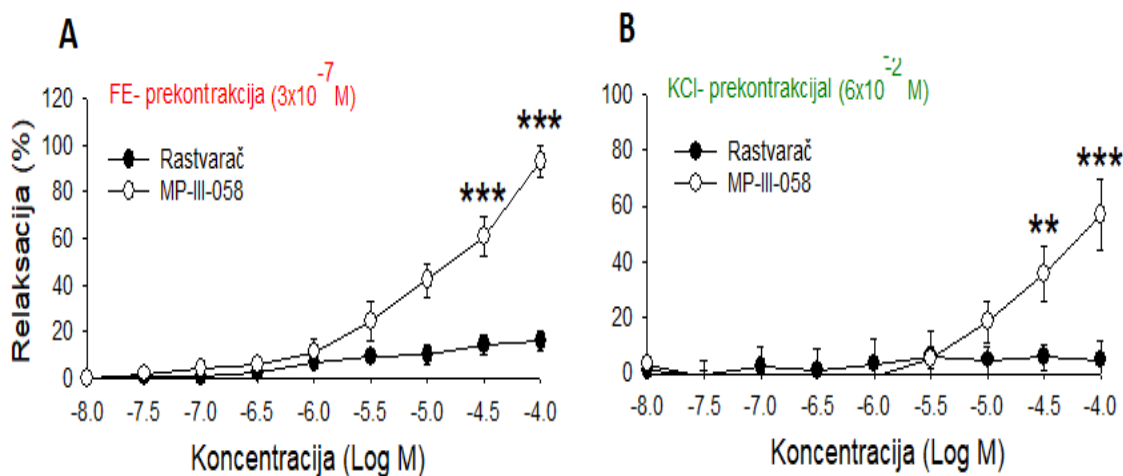 A
FE- prekontrakcija (3x10⁻⁷ M)
Rastvarač
MP-III-058
***
***
Relaksacija (%)
120
100
80
60
40
20
0
-8.0 -7.5 -7.0 -6.5 -6.0 -5.5 -5.0 -4.5 -4.0
Koncentracija (Log M)
B
KCl- prekontrakcijaI (6x10⁻² M)
Rastvarač
MP-III-058
**
***
100
80
60
40
20
0
-8.0 -7.5 -7.0 -6.5 -6.0 -5.5 -5.0 -4.5 -4.0
Koncentracija (Log M)